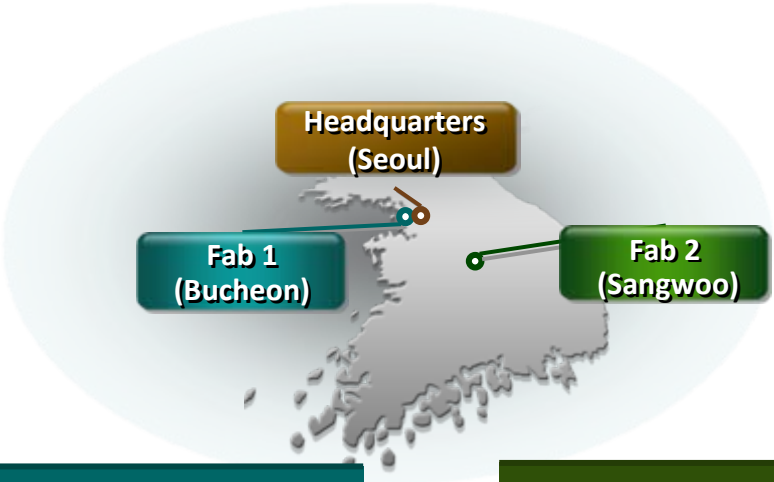 Headquarters
(Seoul)
Fab 1
(Bucheon)
Fab 2
(Sangwoo)